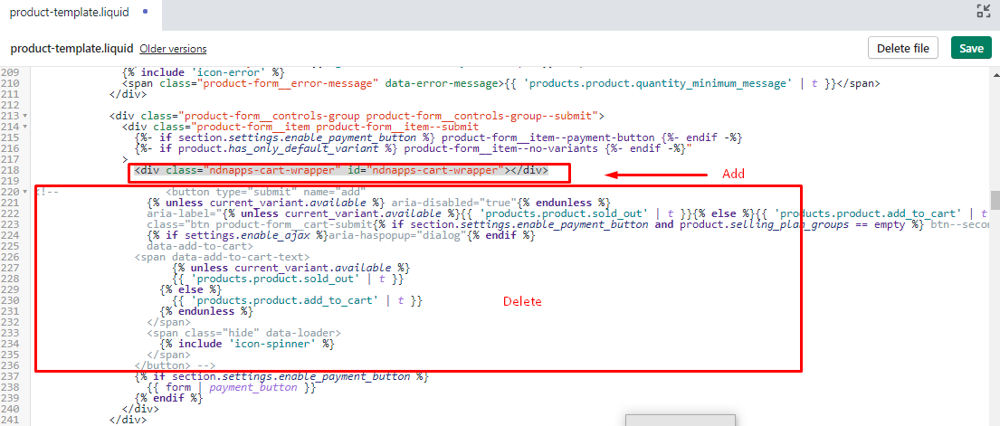 product-template.liquid
product-template.liquid Older versions Delete file Save
209 {% include 'icon-error' %}
210 <span class="product-form__error-message" data-error-message>{{ 'products.product.quantity_minimum_message' | t }}</span>
211 </div>
212
213 <div class="product-form__controls-group product-form__controls-group--submit">
214 <div class="product-form__item product-form__item--submit
215 {%- if section.settings.enable_payment_button %} product-form__item--payment-button {%- endif -%}
216 {%- if product.has_only_default_variant %} product-form__item--no-variants {%- endif -%}"
217 >
218 <div class="ndnapps-cart-wrapper" id="ndnapps-cart-wrapper"></div> Add
219
220 <!-- <button type="submit" name="add"
221 {% unless current_variant.available %} aria-disabled="true"{% endunless %}
222 aria-label="{% unless current_variant.available %}{{ 'products.product.sold_out' | t }}{% else %}{{ 'products.product.add_to_cart' | t
223 class="btn product-form__cart-submit{% if section.settings.enable_payment_button and product.selling_plan_groups == empty %} btn--secon
224 {% if settings.enable_ajax %}aria-haspopup="dialog"{% endif %}
225 data-add-to-cart>
226 <span data-add-to-cart-text>
227 {% unless current_variant.available %}
228 {{ 'products.product.sold_out' | t }}
229 {% else %}
230 {{ 'products.product.add_to_cart' | t }} Delete
231 {% endunless %}
232 </span>
233 <span class="hide" data-loader>
234 {% include 'icon-spinner' %}
235 </span>
236 </button> -->
237 {% if section.settings.enable_payment_button %}
238 {{ form | payment_button }}
239 {% endif %}
240 </div>
241 </div>